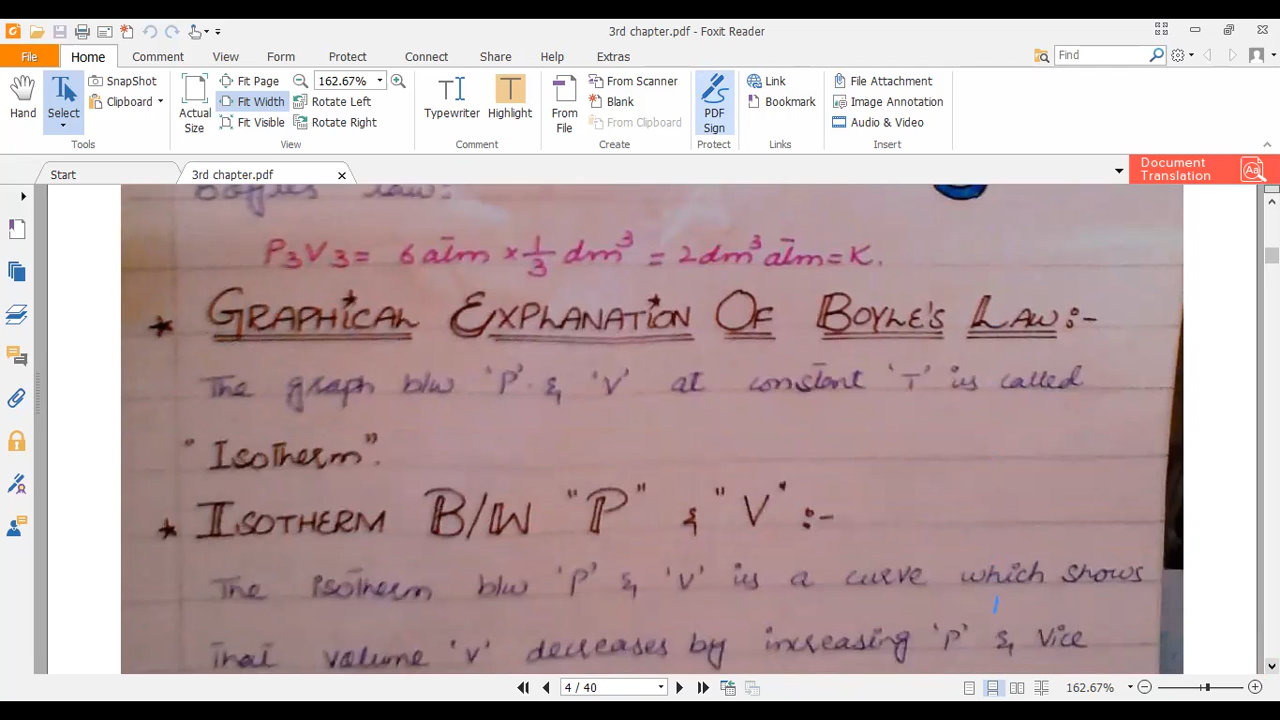 3rd chapter.pdf - Foxit Reader
File Home Comment View Form Protect Connect Share Help Extras Find
SnapShot Fit Page 162.67% From Scanner Link File Attachment
Clipboard Fit Width Rotate Left Blank Bookmark Image Annotation
Hand Select Actual Size Fit Visible Rotate Right Typewriter Highlight From File From Clipboard PDF Sign Audio & Video
Tools View Comment Create Protect Links Insert
Start 3rd chapter.pdf Document Translation
Boyle's law:
P₃V₃ = 6 atm × 1/3 dm³ = 2 dm³ atm = K.
* GRAPHICAL EXPLANATION OF BOYLE'S LAW:-
The graph b/w 'P' & 'V' at constant 'T' is called
"Isotherm".
* ISOTHERM B/W "P" & "V" :-
The isotherm b/w 'P' & 'V' is a curve which shows
that volume 'V' decreases by increasing 'P' & vice
4 / 40 162.67%